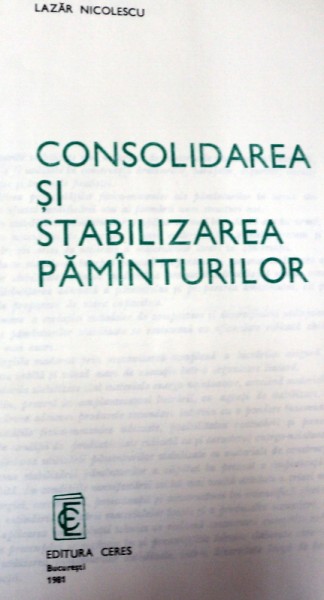 LAZĂR NICOLESCU
CONSOLIDAREA
ȘI
STABILIZAREA
PĂMÎNTURILOR
EDITURA CERES
București
1981